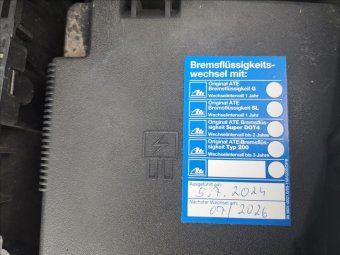 Bremsflüssigkeits-
wechsel mit:
Original ATE
Bremsflüssigkeit G
Wechselintervall 1 Jahr
Original ATE
Bremsflüssigkeit SL
Wechselintervall 1 Jahr
Original ATE Bremsflüs-
sigkeit Super DOT4
Wechselintervall bis 2 Jahre
Original ATE Bremsflüs-
sigkeit Typ 200
Wechselintervall bis 3 Jahre
Ausgeführt am:
5.7.2024
Nächster Wechsel am:
07/2026